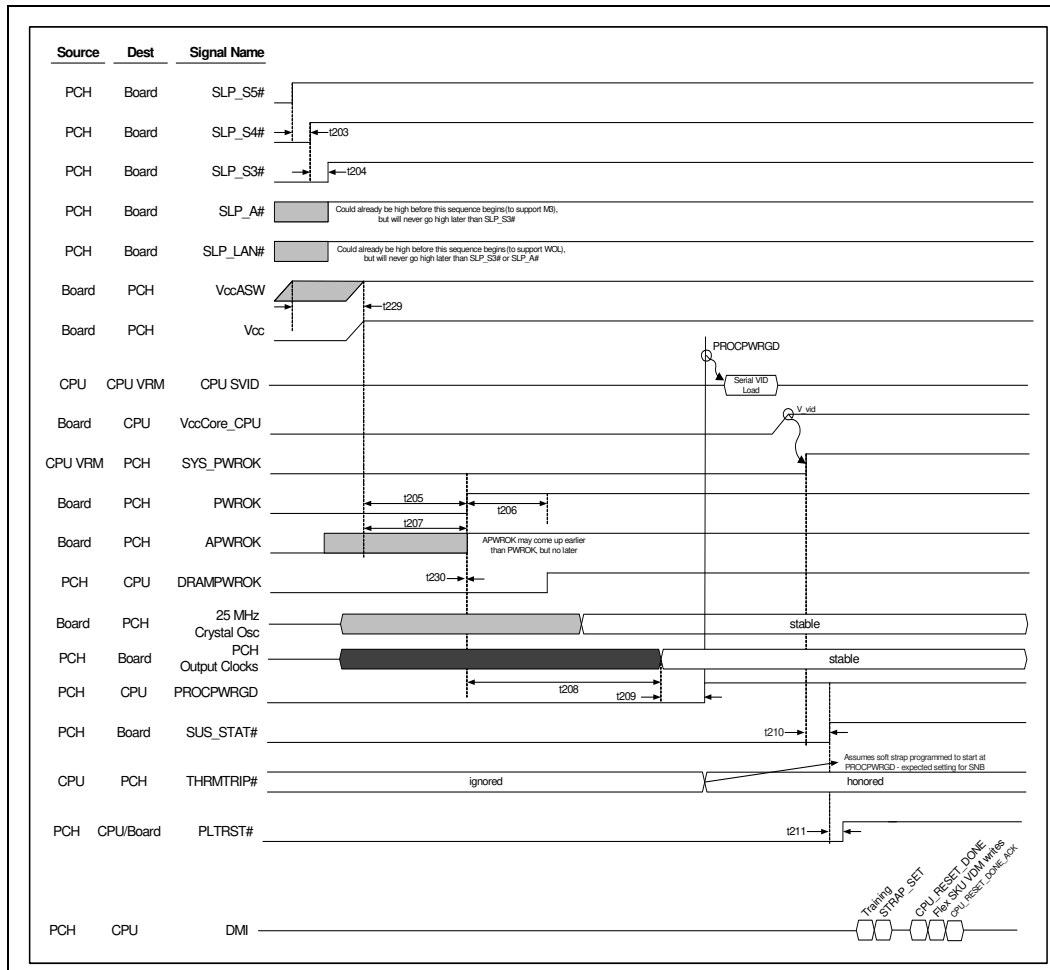 Source Dest Signal Name
PCH Board SLP_S5#
PCH Board SLP_S4# t203
PCH Board SLP_S3# t204
PCH Board SLP_A# Could already be high before this sequence begins(to support M3),
but will never go high later than SLP_S3#
PCH Board SLP_LAN# Could already be high before this sequence begins(to support WOL),
but will never go high later than SLP_S3# or SLP_A#
Board PCH VccASW
t229
Board PCH Vcc
PROCPWRGD
CPU CPU VRM CPU SVID Serial VID
Load
V_vid
Board CPU VccCore_CPU
CPU VRM PCH SYS_PWROK
Board PCH PWROK t205 t206
t207
Board PCH APWROK APWROK may come up earlier
than PWROK, but no later
PCH CPU DRAMPWROK t230
Board PCH 25 MHz
Crystal Osc stable
PCH Board PCH
Output Clocks stable
PCH CPU PROCPWRGD t208 t209
PCH Board SUS_STAT# t210
Assumes soft strap programmed to start at
PROCPWRGD - expected setting for SNB
CPU PCH THRMTRIP# ignored honored
PCH CPU/Board PLTRST# t211
Training
STRAP_SET
CPU_RESET_DONE
Flex SKU VDM writes
CPU_RESET_DONE_ACK
PCH CPU DMI